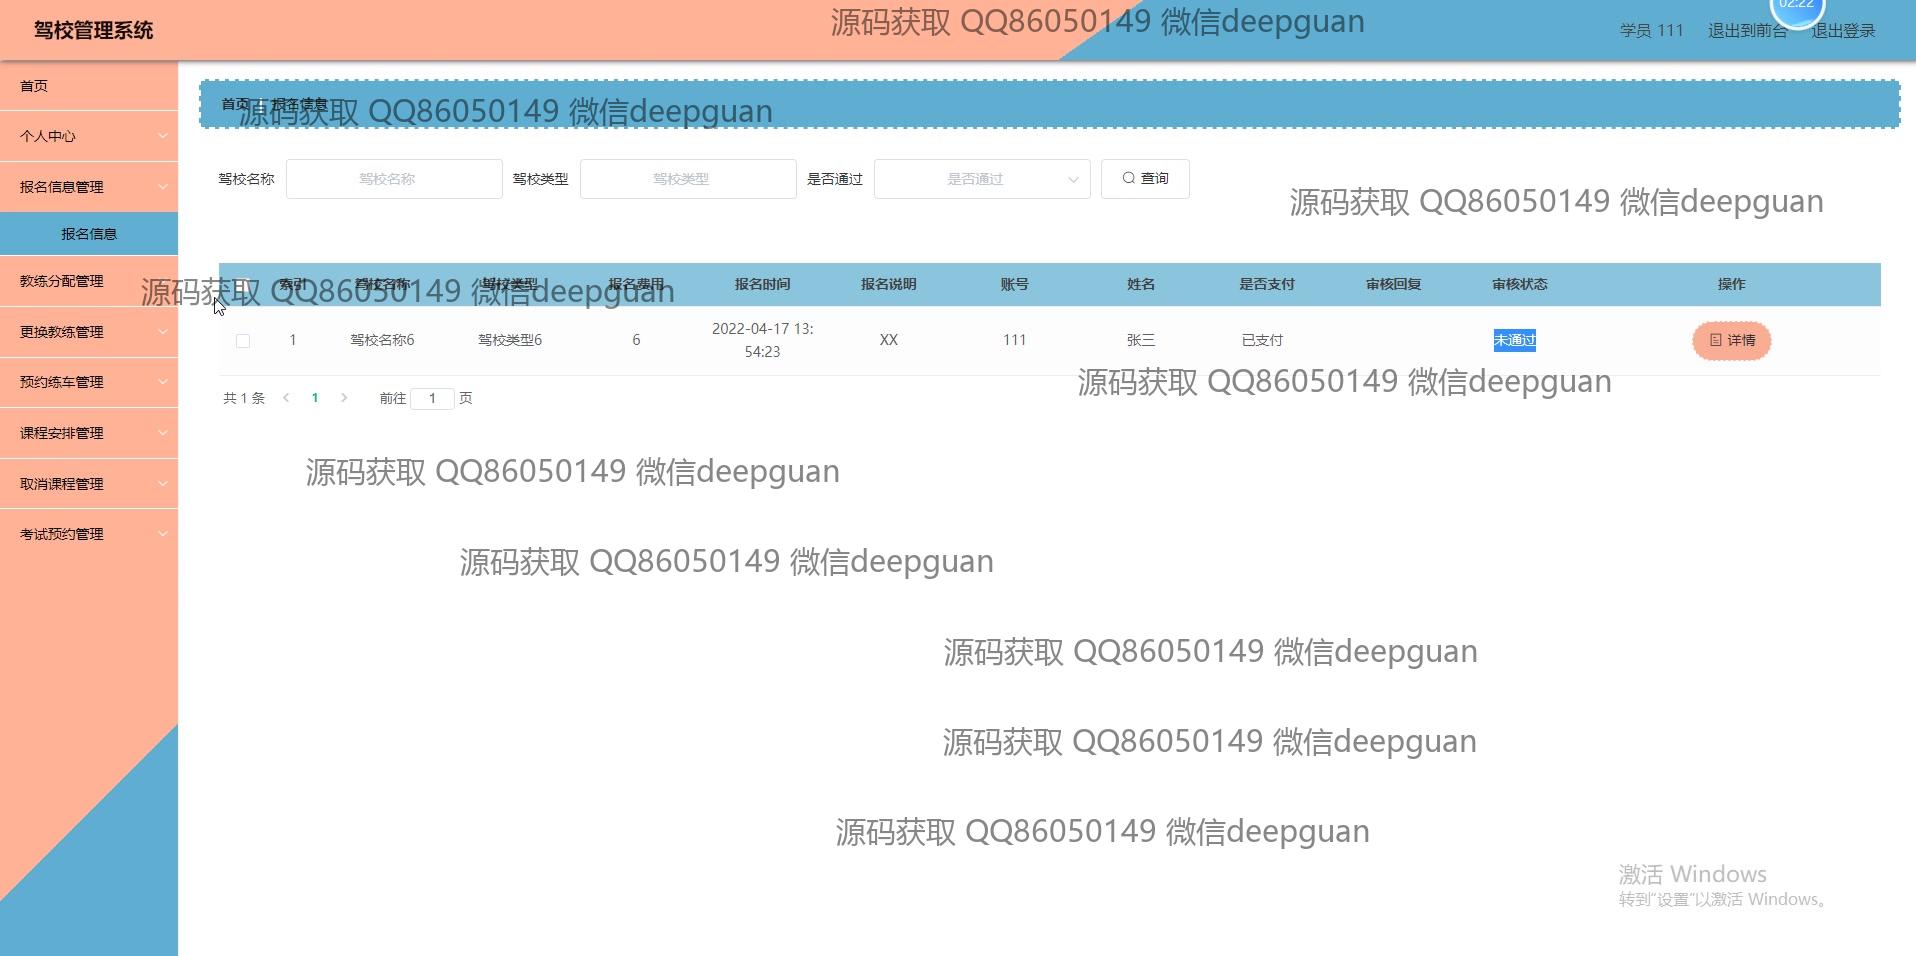 驾校管理系统
源码获取 QQ86050149 微信deepguan
02:22
学员 111 退出到前台 退出登录
首页
个人中心
报名信息管理
报名信息
教练分配管理
更换教练管理
预约练车管理
课程安排管理
取消课程管理
考试预约管理
首页 报名信息
源码获取 QQ86050149 微信deepguan
驾校名称 驾校名称 驾校类型 驾校类型 是否通过 是否通过 查询
源码获取 QQ86050149 微信deepguan
索引 驾校名称 驾校类型 报名费用 报名时间 报名说明 账号 姓名 是否支付 审核回复 审核状态 操作
源码获取 QQ86050149 微信deepguan
1 驾校名称6 驾校类型6 6 2022-04-17 13:54:23 XX 111 张三 已支付 未通过 详情
源码获取 QQ86050149 微信deepguan
共 1 条 1 前往 1 页
源码获取 QQ86050149 微信deepguan
源码获取 QQ86050149 微信deepguan
源码获取 QQ86050149 微信deepguan
源码获取 QQ86050149 微信deepguan
源码获取 QQ86050149 微信deepguan
激活 Windows
转到"设置"以激活 Windows。